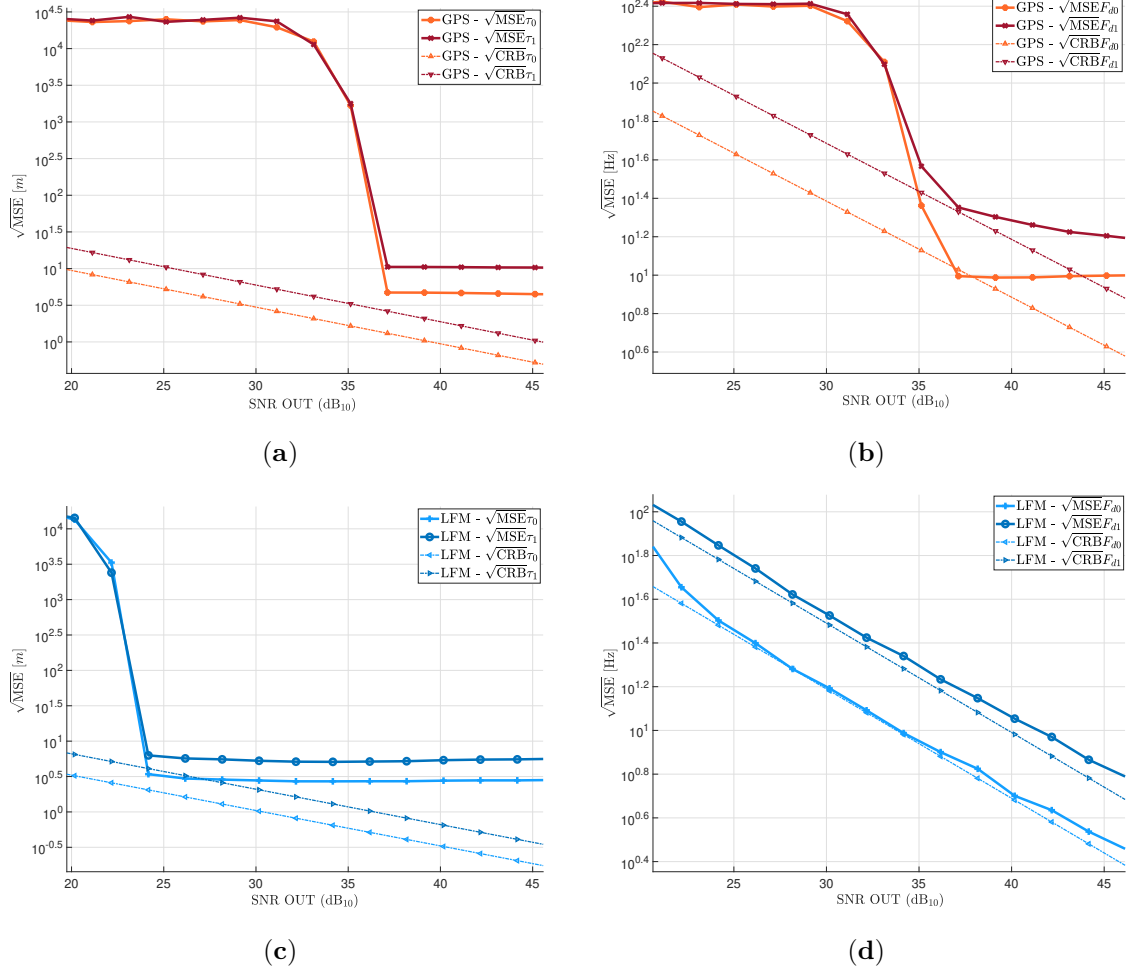 10^4.5
10^4
10^3.5
10^3
10^2.5
10^2
10^1.5
10^1
10^0.5
10^0
√MSE [m]
20 25 30 35 40 45
SNR OUT (dB₁₀)
GPS - √MSEτ₀
GPS - √MSEτ₁
GPS - √CRBτ₀
GPS - √CRBτ₁
(a)
10^2.4
10^2.2
10^2
10^1.8
10^1.6
10^1.4
10^1.2
10^1
10^0.8
10^0.6
√MSE [Hz]
25 30 35 40 45
SNR OUT (dB₁₀)
GPS - √MSEF_d0
GPS - √MSEF_d1
GPS - √CRBF_d0
GPS - √CRBF_d1
(b)
10^4
10^3.5
10^3
10^2.5
10^2
10^1.5
10^1
10^0.5
10^0
10^-0.5
√MSE [m]
20 25 30 35 40 45
SNR OUT (dB₁₀)
LFM - √MSEτ₀
LFM - √MSEτ₁
LFM - √CRBτ₀
LFM - √CRBτ₁
(c)
10^2
10^1.8
10^1.6
10^1.4
10^1.2
10^1
10^0.8
10^0.6
10^0.4
√MSE [Hz]
25 30 35 40 45
SNR OUT (dB₁₀)
LFM - √MSEF_d0
LFM - √MSEF_d1
LFM - √CRBF_d0
LFM - √CRBF_d1
(d)